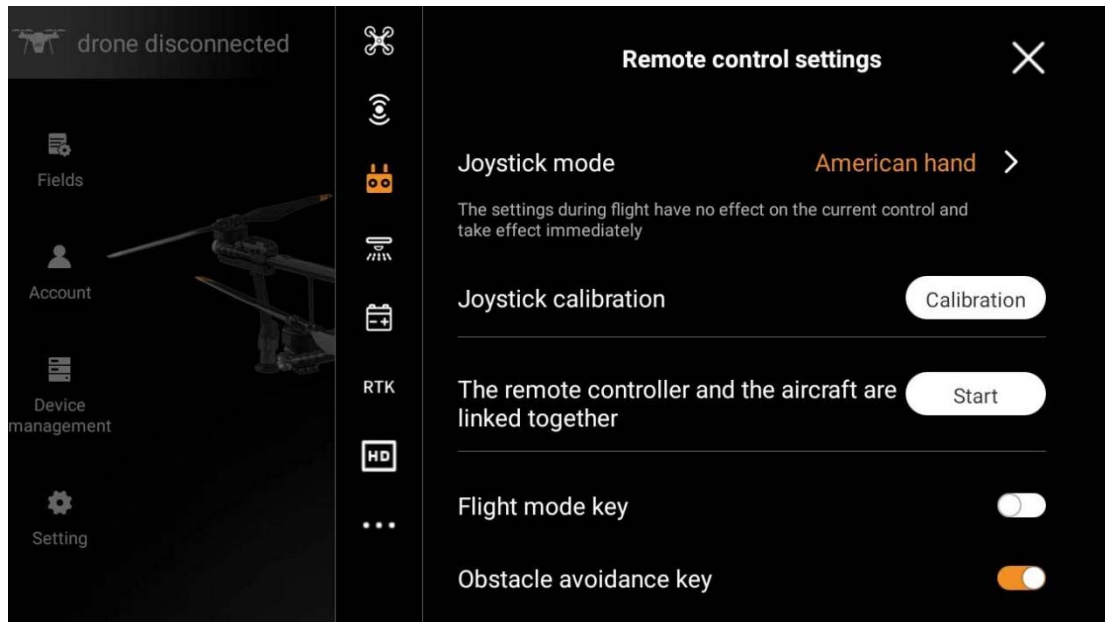 drone disconnected
Fields
Account
Device
management
Setting
RTK
HD
Remote control settings
Joystick mode
American hand
The settings during flight have no effect on the current control and
take effect immediately
Joystick calibration
Calibration
The remote controller and the aircraft are
linked together
Start
Flight mode key
Obstacle avoidance key